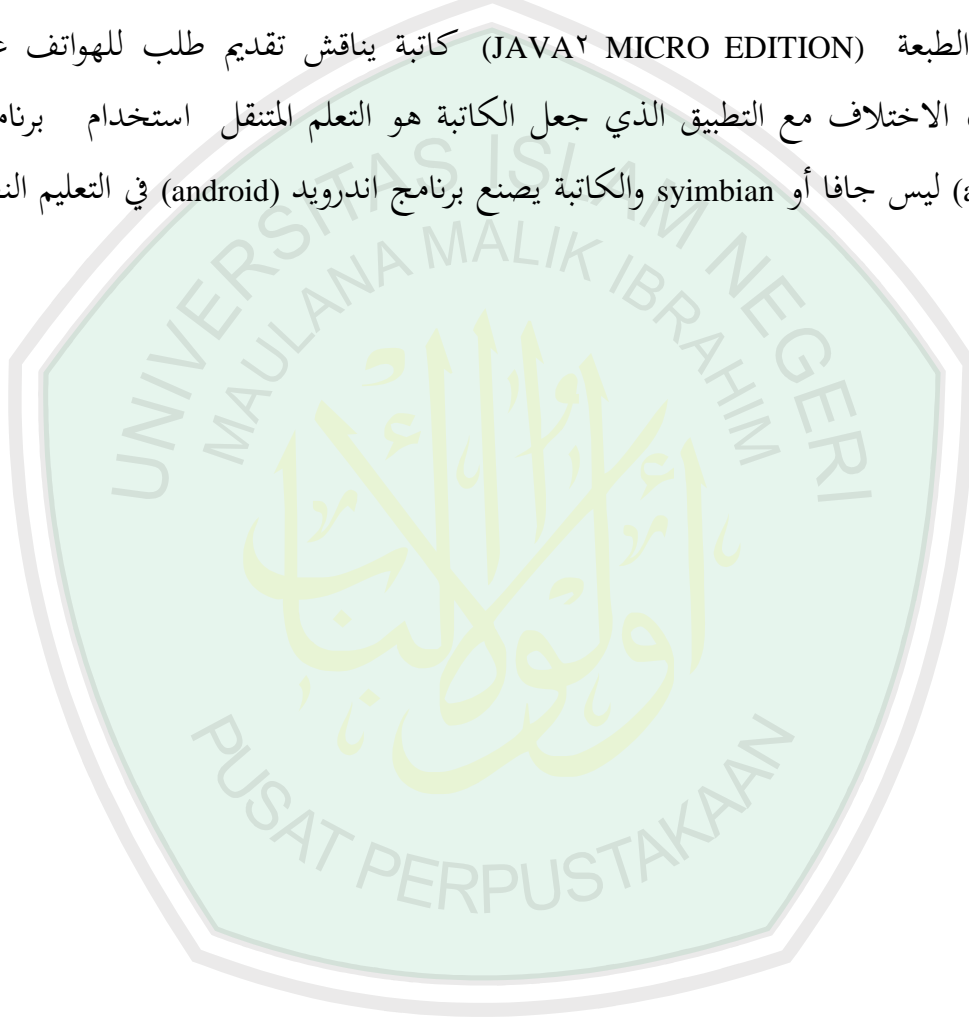 الطبعة (JAVA٢ MICRO EDITION) كاتبة يناقش تقديم طلب للهواتف
الاختلاف مع التطبيق الذي جعل الكاتبة هو التعلم المتنقل استخدام
ليس جافا أو syimbian والكاتبة يصنع برنامج اندرويد (android) في التعليم
UNIVERSITAS ISLAM NEGERI
MAULANA MALIK IBRAHIM
PUSAT PERPUSTAKAAN